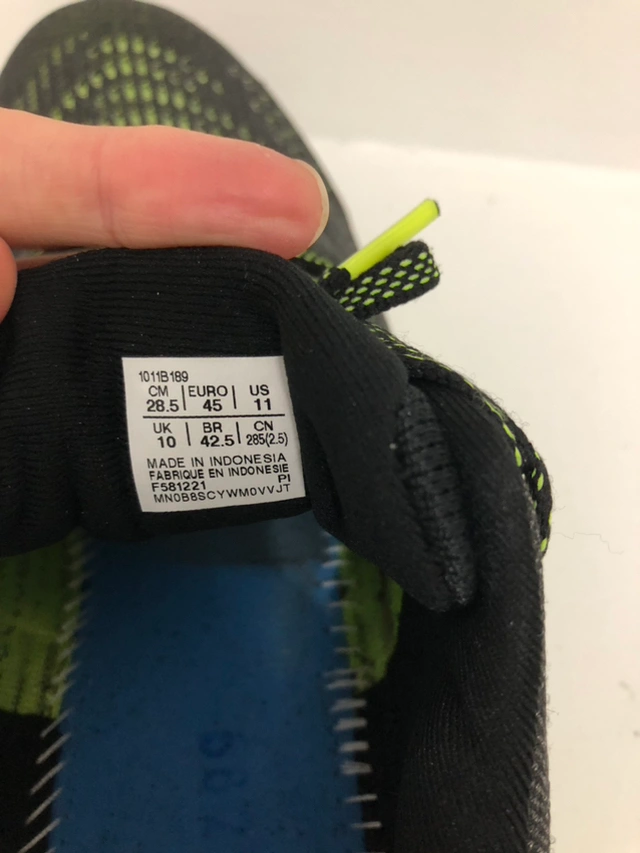 1011B189
CM | EURO | US
28.5 | 45 | 11
UK | BR | CN
10 | 42.5 | 285(2.5)
MADE IN INDONESIA
FABRIQUE EN INDONESIE
F581221 PI
MN0B8SCYWM0VVJT